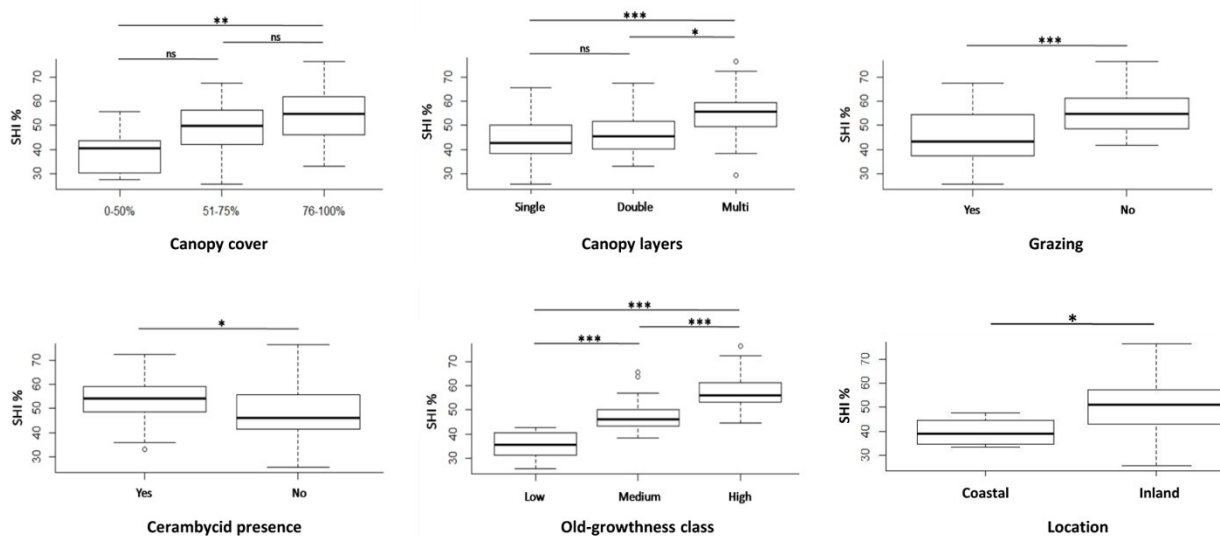 **
ns
ns
SHI %
70
60
50
40
30
0-50%
51-75%
76-100%
Canopy cover
***
*
ns
SHI %
70
60
50
40
30
Single
Double
Multi
Canopy layers
***
SHI %
70
60
50
40
30
Yes
No
Grazing
*
SHI %
70
60
50
40
30
Yes
No
Cerambycid presence
***
***
***
SHI %
70
60
50
40
30
Low
Medium
High
Old-growthness class
*
SHI %
70
60
50
40
30
Coastal
Inland
Location